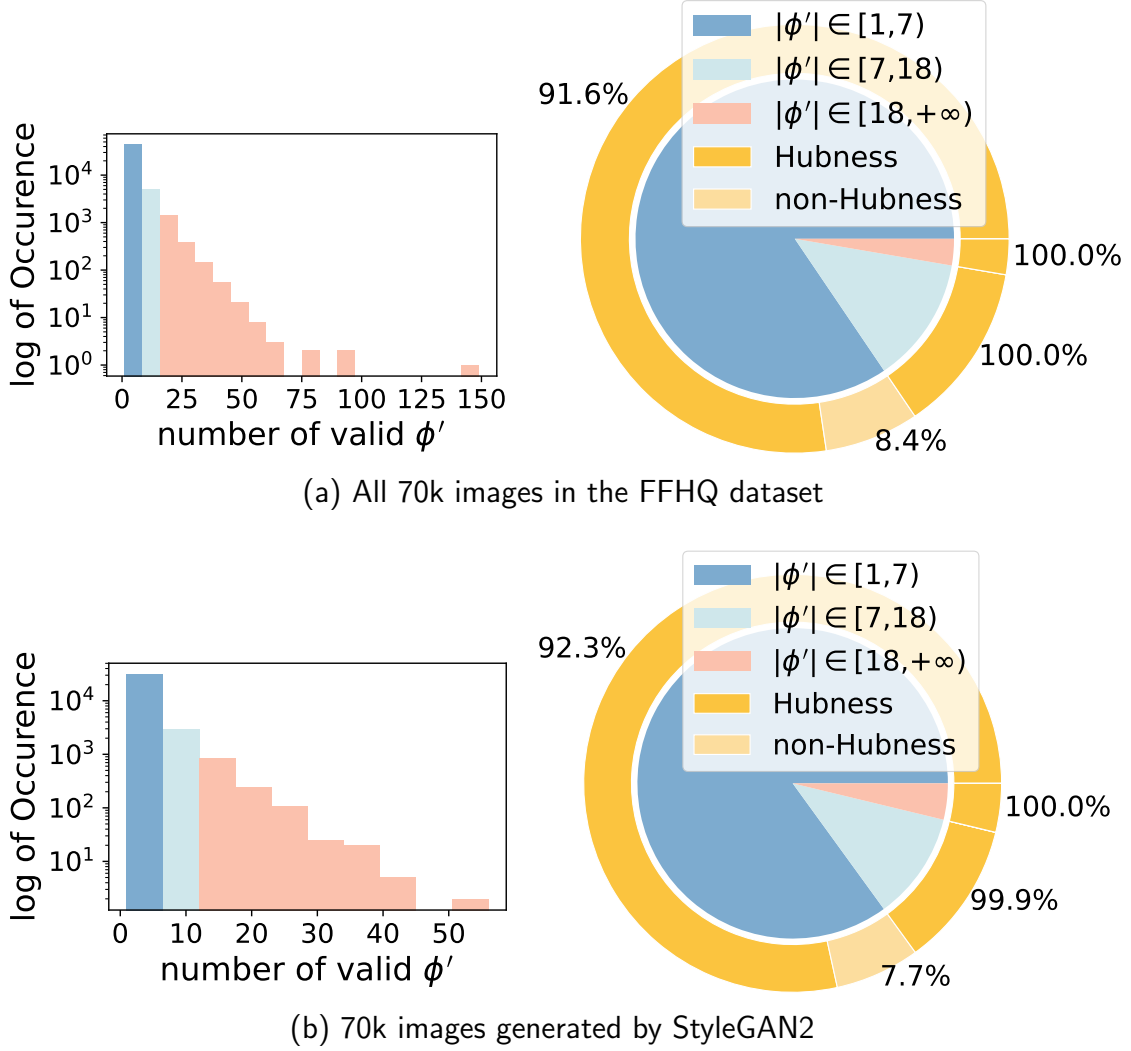 log of Occurence
10⁴
10³
10²
10¹
10⁰
0 25 50 75 100 125 150
number of valid ϕ′
|ϕ′| ∈ [1,7)
|ϕ′| ∈ [7,18)
|ϕ′| ∈ [18,+∞)
Hubness
non-Hubness
91.6%
100.0%
100.0%
8.4%
(a) All 70k images in the FFHQ dataset
log of Occurence
10⁴
10³
10²
10¹
0 10 20 30 40 50
number of valid ϕ′
|ϕ′| ∈ [1,7)
|ϕ′| ∈ [7,18)
|ϕ′| ∈ [18,+∞)
Hubness
non-Hubness
92.3%
100.0%
99.9%
7.7%
(b) 70k images generated by StyleGAN2